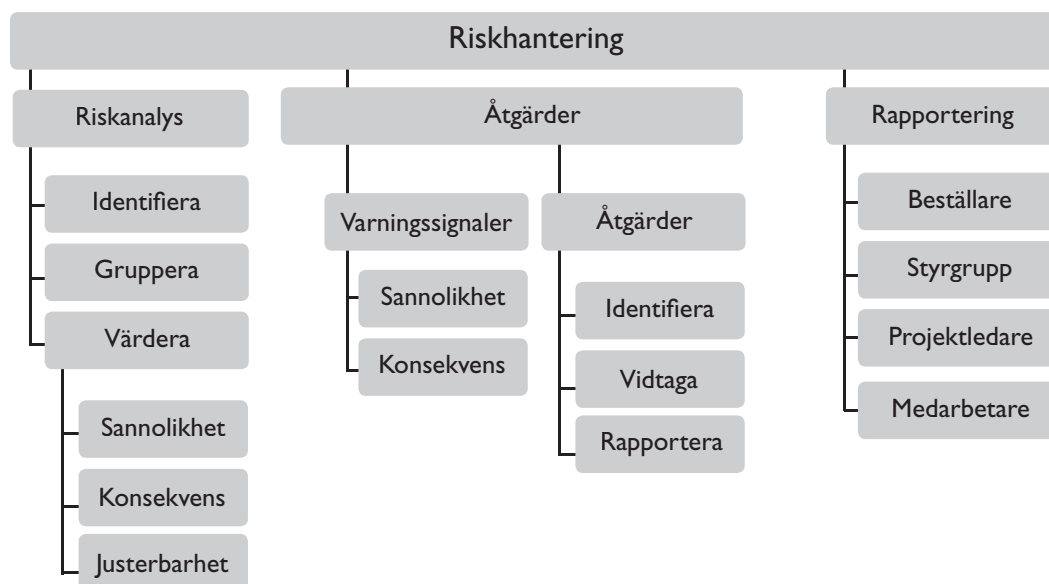 Riskhantering
Riskanalys
Identifiera
Gruppera
Värdera
Sannolikhet
Konsekvens
Justerbarhet
Åtgärder
Varningssignaler
Sannolikhet
Konsekvens
Åtgärder
Identifiera
Vidtaga
Rapportera
Rapportering
Beställare
Styrgrupp
Projektledare
Medarbetare